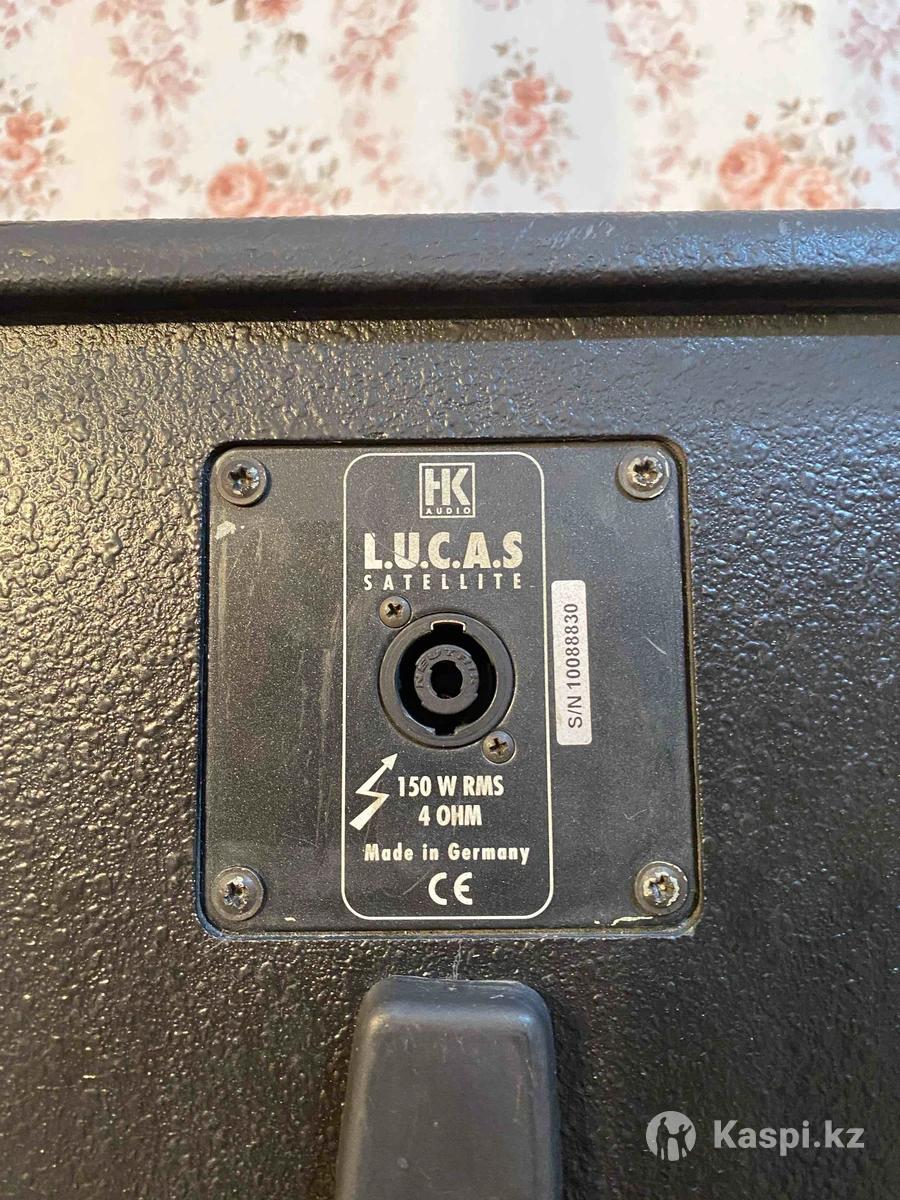 HK
AUDIO
L.U.C.A.S
SATELLITE
NEUTRIK
S/N 10088830
150 W RMS
4 OHM
Made in Germany
CE
Kaspi.kz